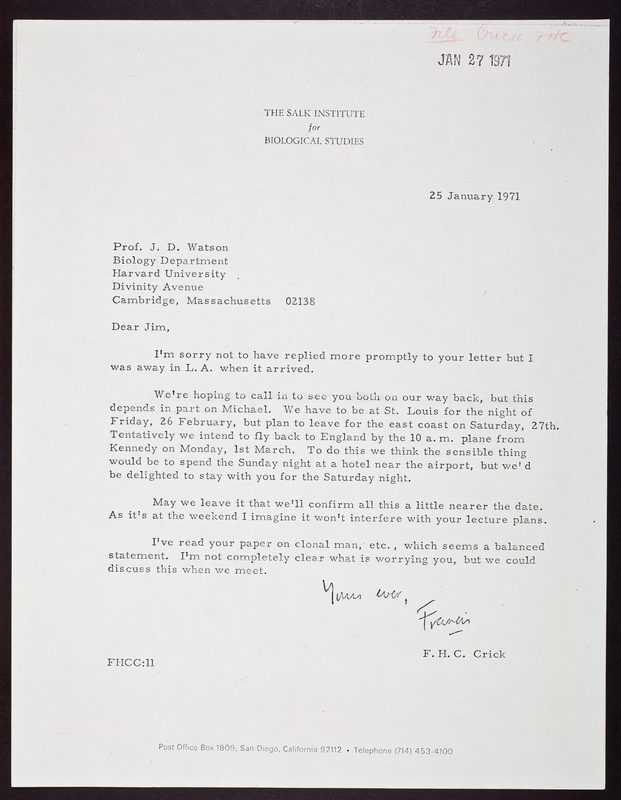 File Crick, FHC
JAN 27 1971
THE SALK INSTITUTE
for
BIOLOGICAL STUDIES
25 January 1971
Prof. J. D. Watson
Biology Department
Harvard University
Divinity Avenue
Cambridge, Massachusetts 02138
Dear Jim,
I'm sorry not to have replied more promptly to your letter but I
was away in L. A. when it arrived.
We're hoping to call in to see you both on our way back, but this
depends in part on Michael. We have to be at St. Louis for the night of
Friday, 26 February, but plan to leave for the east coast on Saturday, 27th.
Tentatively we intend to fly back to England by the 10 a. m. plane from
Kennedy on Monday, 1st March. To do this we think the sensible thing
would be to spend the Sunday night at a hotel near the airport, but we'd
be delighted to stay with you for the Saturday night.
May we leave it that we'll confirm all this a little nearer the date.
As it's at the weekend I imagine it won't interfere with your lecture plans.
I've read your paper on clonal man, etc., which seems a balanced
statement. I'm not completely clear what is worrying you, but we could
discuss this when we meet.
Yours ever,
Francis
F. H. C. Crick
FHCC:ll
Post Office Box 1809, San Diego, California 92112 • Telephone (714) 453-4100